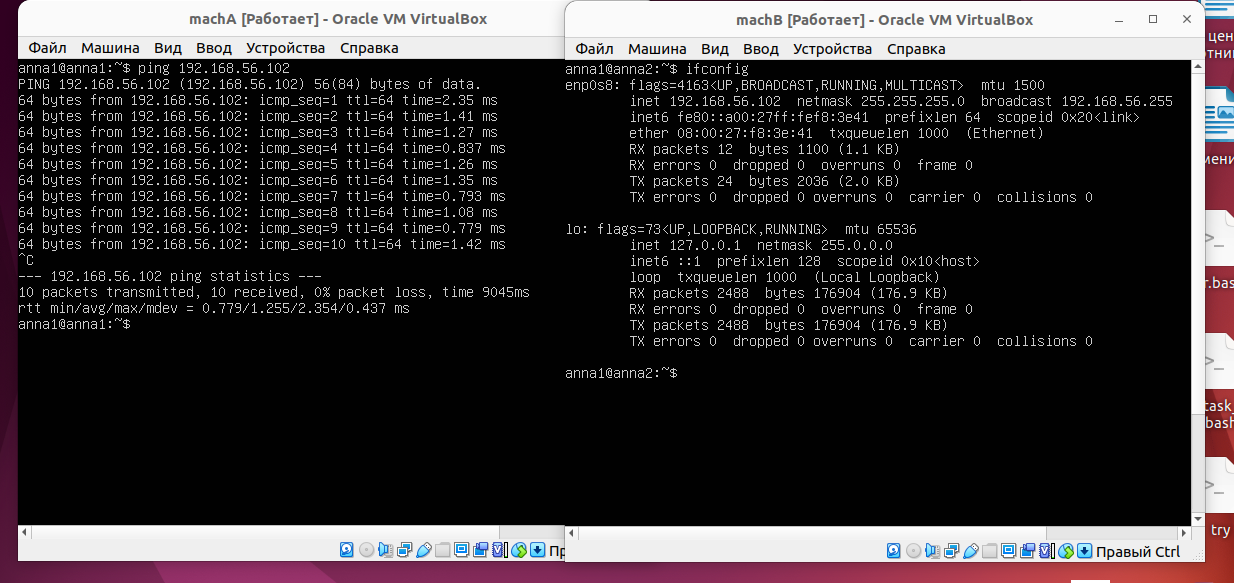 machA [Работает] - Oracle VM VirtualBox
Файл Машина Вид Ввод Устройства Справка
anna1@anna1:~$ ping 192.168.56.102
PING 192.168.56.102 (192.168.56.102) 56(84) bytes of data.
64 bytes from 192.168.56.102: icmp_seq=1 ttl=64 time=2.35 ms
64 bytes from 192.168.56.102: icmp_seq=2 ttl=64 time=1.41 ms
64 bytes from 192.168.56.102: icmp_seq=3 ttl=64 time=1.27 ms
64 bytes from 192.168.56.102: icmp_seq=4 ttl=64 time=0.837 ms
64 bytes from 192.168.56.102: icmp_seq=5 ttl=64 time=1.26 ms
64 bytes from 192.168.56.102: icmp_seq=6 ttl=64 time=1.35 ms
64 bytes from 192.168.56.102: icmp_seq=7 ttl=64 time=0.793 ms
64 bytes from 192.168.56.102: icmp_seq=8 ttl=64 time=1.08 ms
64 bytes from 192.168.56.102: icmp_seq=9 ttl=64 time=0.779 ms
64 bytes from 192.168.56.102: icmp_seq=10 ttl=64 time=1.42 ms
^C
--- 192.168.56.102 ping statistics ---
10 packets transmitted, 10 received, 0% packet loss, time 9045ms
rtt min/avg/max/mdev = 0.779/1.255/2.354/0.437 ms
anna1@anna1:~$
machB [Работает] - Oracle VM VirtualBox
Файл Машина Вид Ввод Устройства Справка
anna1@anna2:~$ ifconfig
enp0s8: flags=4163<UP,BROADCAST,RUNNING,MULTICAST>  mtu 1500
inet 192.168.56.102  netmask 255.255.255.0  broadcast 192.168.56.255
inet6 fe80::a00:27ff:fef8:3e41  prefixlen 64  scopeid 0x20<link>
ether 08:00:27:f8:3e:41  txqueuelen 1000  (Ethernet)
RX packets 12  bytes 1100 (1.1 KB)
RX errors 0  dropped 0  overruns 0  frame 0
TX packets 24  bytes 2036 (2.0 KB)
TX errors 0  dropped 0 overruns 0  carrier 0  collisions 0
lo: flags=73<UP,LOOPBACK,RUNNING>  mtu 65536
inet 127.0.0.1  netmask 255.0.0.0
inet6 ::1  prefixlen 128  scopeid 0x10<host>
loop  txqueuelen 1000  (Local Loopback)
RX packets 2488  bytes 176904 (176.9 KB)
RX errors 0  dropped 0  overruns 0  frame 0
TX packets 2488  bytes 176904 (176.9 KB)
TX errors 0  dropped 0 overruns 0  carrier 0  collisions 0
anna1@anna2:~$
Правый Ctrl
try